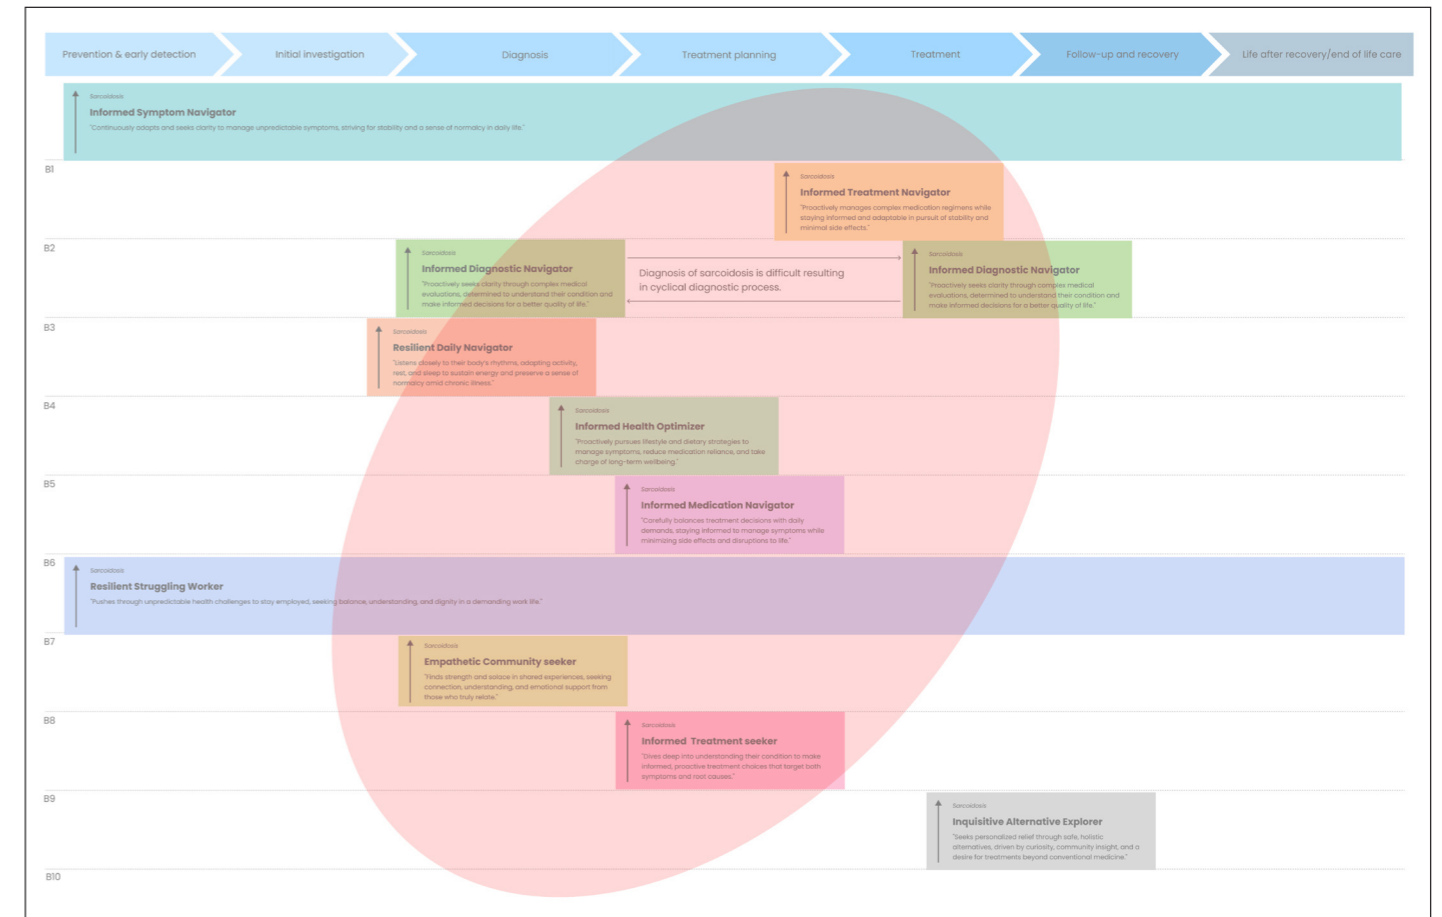 Prevention & early detection
Initial investigation
Diagnosis
Treatment planning
Treatment
Follow-up and recovery
Life after recovery/end of life care
Sarcoidosis
Informed Symptom Navigator
"Continuously adapts and seeks clarity to manage unpredictable symptoms, striving for stability and a sense of normalcy in daily life."
B1
Sarcoidosis
Informed Treatment Navigator
"Proactively manages complex medication regimens while
staying informed and adaptable in pursuit of stability and
minimal side effects."
B2
Sarcoidosis
Informed Diagnostic Navigator
"Proactively seeks clarity through complex medical
evaluations, determined to understand their condition and
make informed decisions for a better quality of life."
Diagnosis of sarcoidosis is difficult resulting
in cyclical diagnostic process.
Sarcoidosis
Informed Diagnostic Navigator
"Proactively seeks clarity through complex medical
evaluations, determined to understand their condition and
make informed decisions for a better quality of life."
B3
Sarcoidosis
Resilient Daily Navigator
"Listens closely to their body's rhythms, adapting activity,
rest, and sleep to sustain energy and preserve a sense of
normalcy amid chronic illness."
B4
Sarcoidosis
Informed Health Optimizer
"Proactively pursues lifestyle and dietary strategies to
manage symptoms, reduce medication reliance, and take
charge of long-term wellbeing."
B5
Sarcoidosis
Informed Medication Navigator
"Carefully balances treatment decisions with daily
demands, staying informed to manage symptoms while
minimizing side effects and disruptions to life."
B6
Sarcoidosis
Resilient Struggling Worker
"Pushes through unpredictable health challenges to stay employed, seeking balance, understanding, and dignity in a demanding work life."
B7
Sarcoidosis
Empathetic Community seeker
"Finds strength and solace in shared experiences, seeking
connection, understanding, and emotional support from
those who truly relate."
B8
Sarcoidosis
Informed Treatment seeker
"Dives deep into understanding their condition to make
informed, proactive treatment choices that target both
symptoms and root causes."
B9
Sarcoidosis
Inquisitive Alternative Explorer
"Seeks personalized relief through safe, holistic
alternatives, driven by curiosity, community insight, and a
desire for treatments beyond conventional medicine."
B10